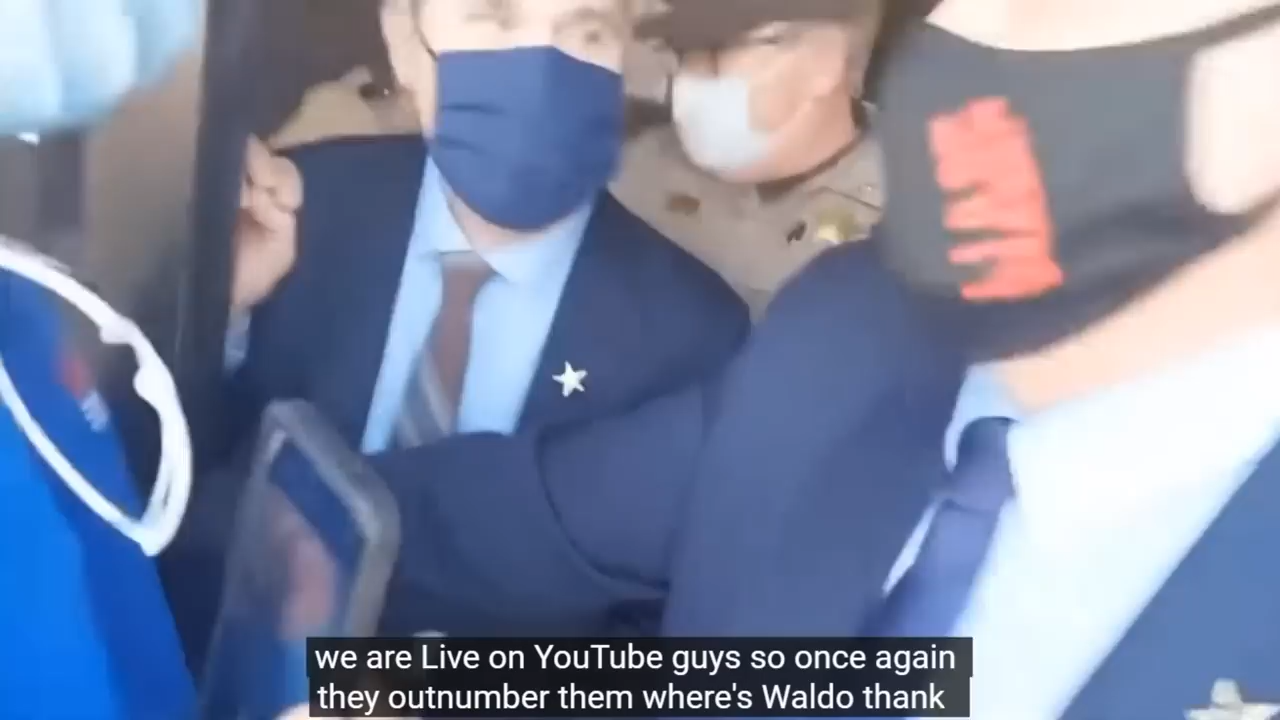 we are Live on YouTube guys so once again
they outnumber them where's Waldo thank